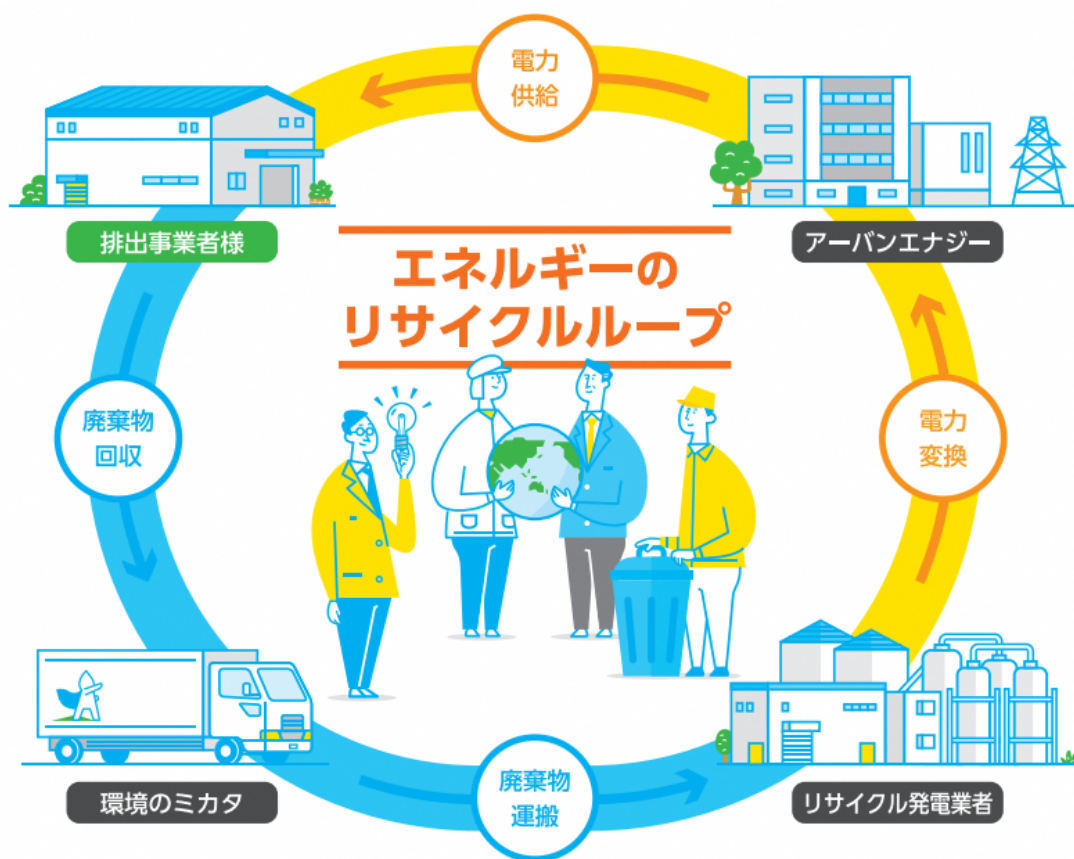 電力
供給
排出事業者様
アーバンエナジー
エネルギーの
リサイクルループ
廃棄物
回収
電力
変換
環境のミカタ
廃棄物
運搬
リサイクル発電業者